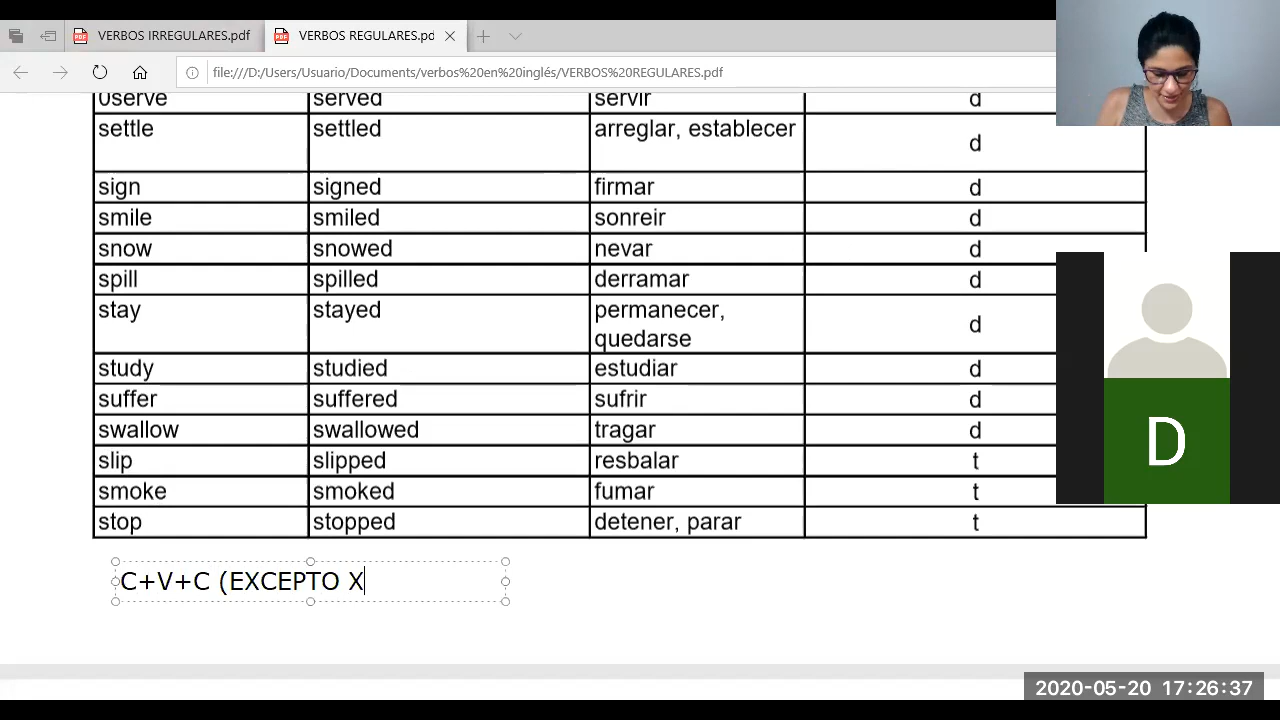 VERBOS IRREGULARES.pdf VERBOS REGULARES.pd
file:///D:/Users/Usuario/Documents/verbos%20en%20inglés/VERBOS%20REGULARES.pdf
0serve served servir d
settle settled arreglar, establecer d
sign signed firmar d
smile smiled sonreir d
snow snowed nevar d
spill spilled derramar d
stay stayed permanecer, quedarse d
study studied estudiar d
suffer suffered sufrir d
swallow swallowed tragar d
slip slipped resbalar t
smoke smoked fumar t
stop stopped detener, parar t
C+V+C (EXCEPTO X
D
2020-05-20 17:26:37